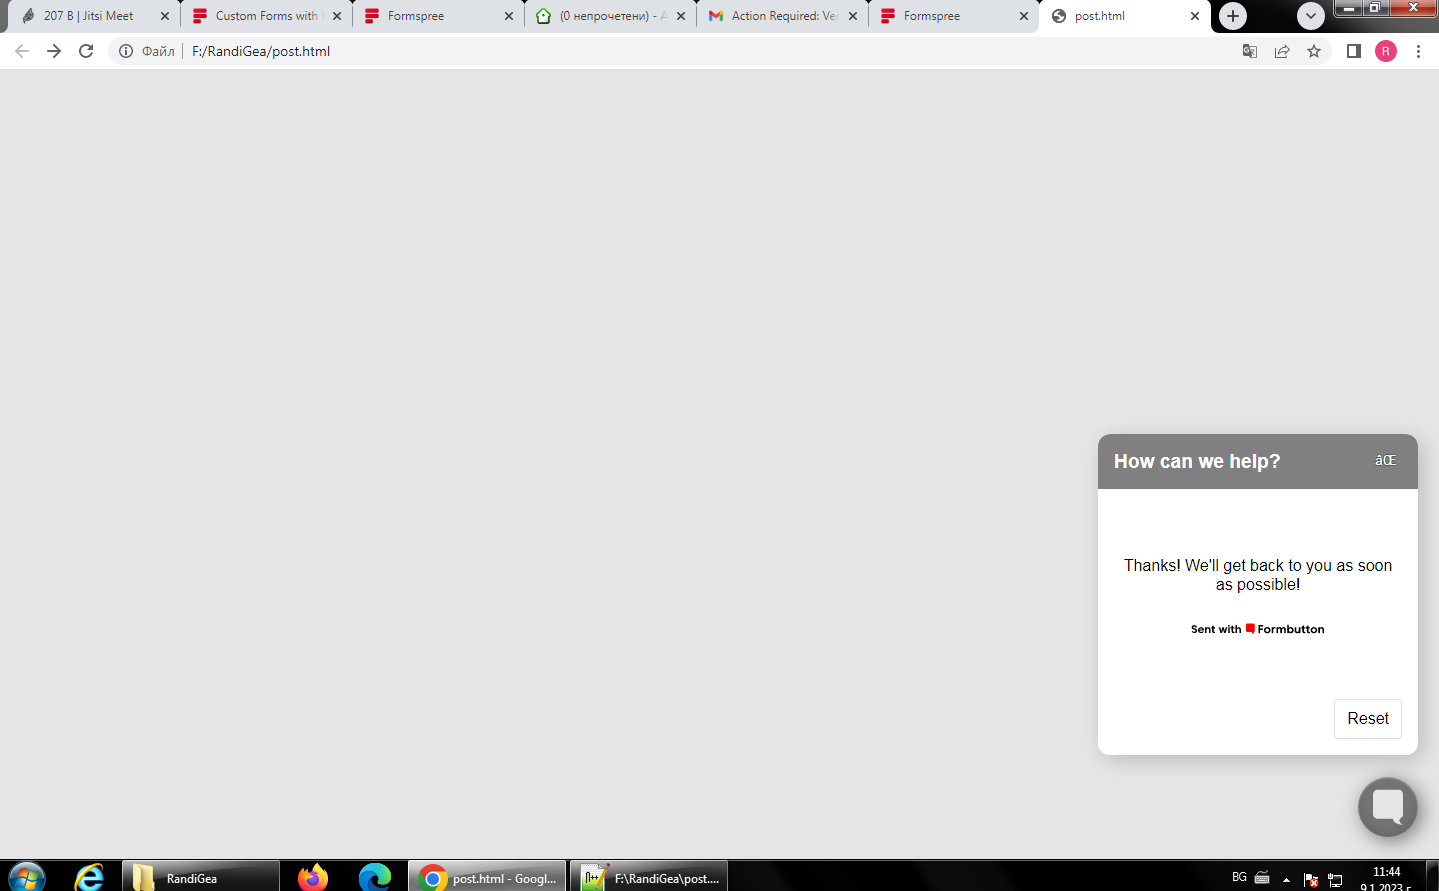 207 B | Jitsi Meet
Custom Forms with
Formspree
(0 непрочетени) - А
Action Required: Ver
Formspree
post.html
Файл
F:/RandiGea/post.html
R
How can we help?
âŒ
Thanks! We'll get back to you as soon
as possible!
Sent with Formbutton
Reset
RandiGea
post.html - Googl...
F:\RandiGea\post....
BG
11:44
9.1.2023 г.